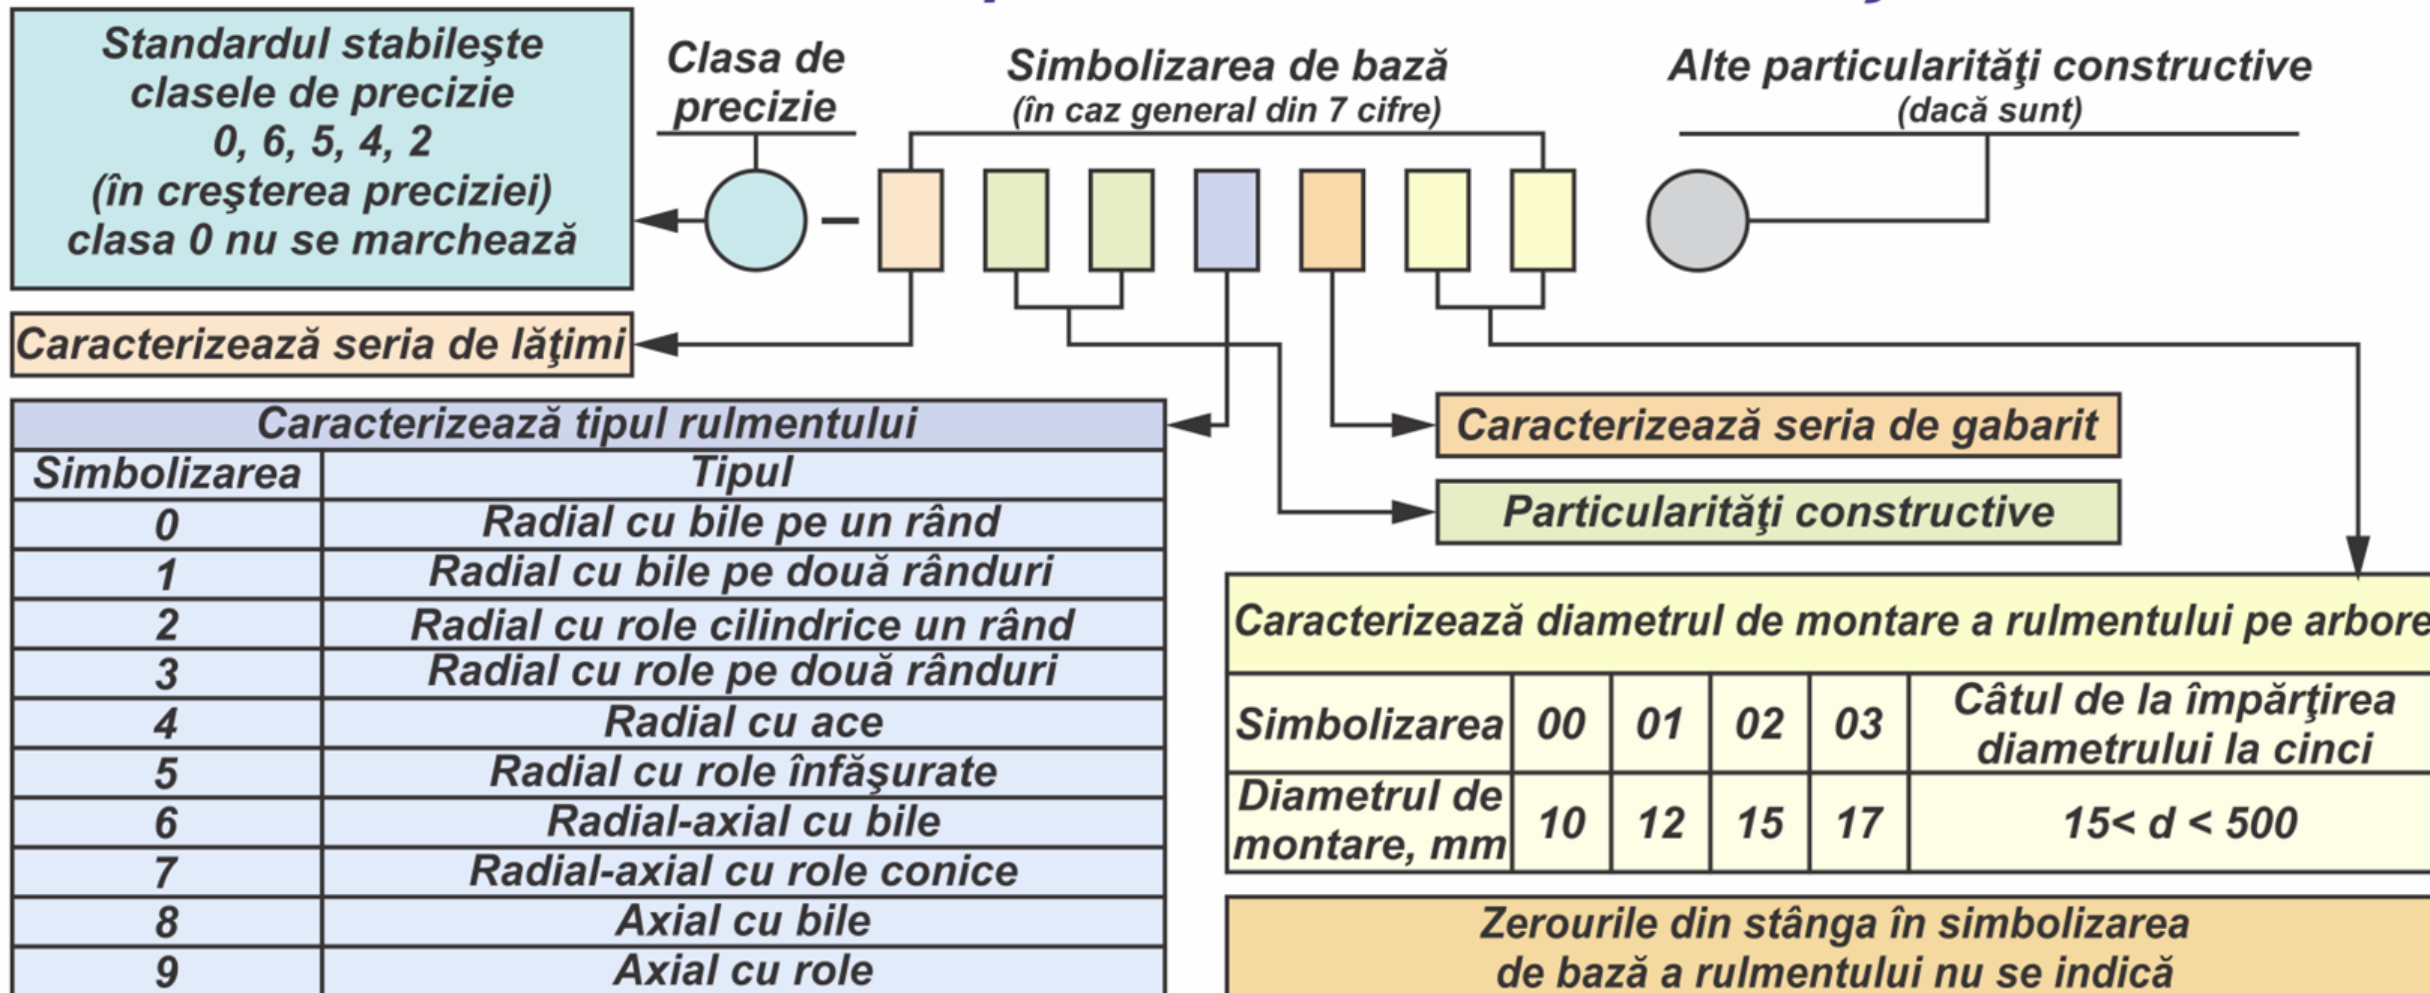 Standardul stabileşte
clasele de precizie
0, 6, 5, 4, 2
(în creşterea preciziei)
clasa 0 nu se marchează
Clasa de
precizie
Simbolizarea de bază
(în caz general din 7 cifre)
Alte particularităţi constructive
(dacă sunt)
Caracterizează seria de lăţimi
Caracterizează tipul rulmentului
Simbolizarea Tipul
0 Radial cu bile pe un rând
1 Radial cu bile pe două rânduri
2 Radial cu role cilindrice un rând
3 Radial cu role pe două rânduri
4 Radial cu ace
5 Radial cu role înfăşurate
6 Radial-axial cu bile
7 Radial-axial cu role conice
8 Axial cu bile
9 Axial cu role
Caracterizează seria de gabarit
Particularităţi constructive
Caracterizează diametrul de montare a rulmentului pe arbore
Simbolizarea 00 01 02 03 Câtul de la împărţirea
diametrului la cinci
Diametrul de
montare, mm 10 12 15 17 15< d < 500
Zerourile din stânga în simbolizarea
de bază a rulmentului nu se indică